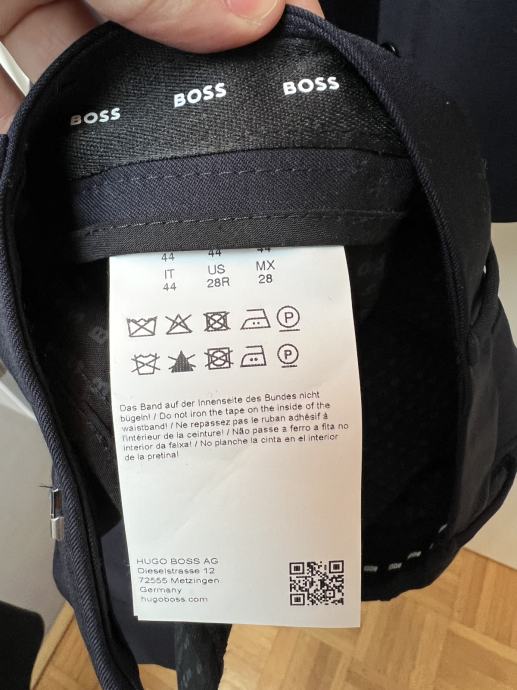 BOSS BOSS BOSS
44 44 44
IT US MX
44 28R 28
P
P
Das Band auf der Innenseite des Bundes nicht
bügeln! / Do not iron the tape on the inside of the
waistband! / Ne repassez pas le ruban adhésif à
l'intérieur de la ceinture! / Não passe a ferro a fita no
interior da faixa! / No planche la cinta en el interior
de la pretina!
HUGO BOSS AG
Dieselstrasse 12
72555 Metzingen
Germany
hugoboss.com